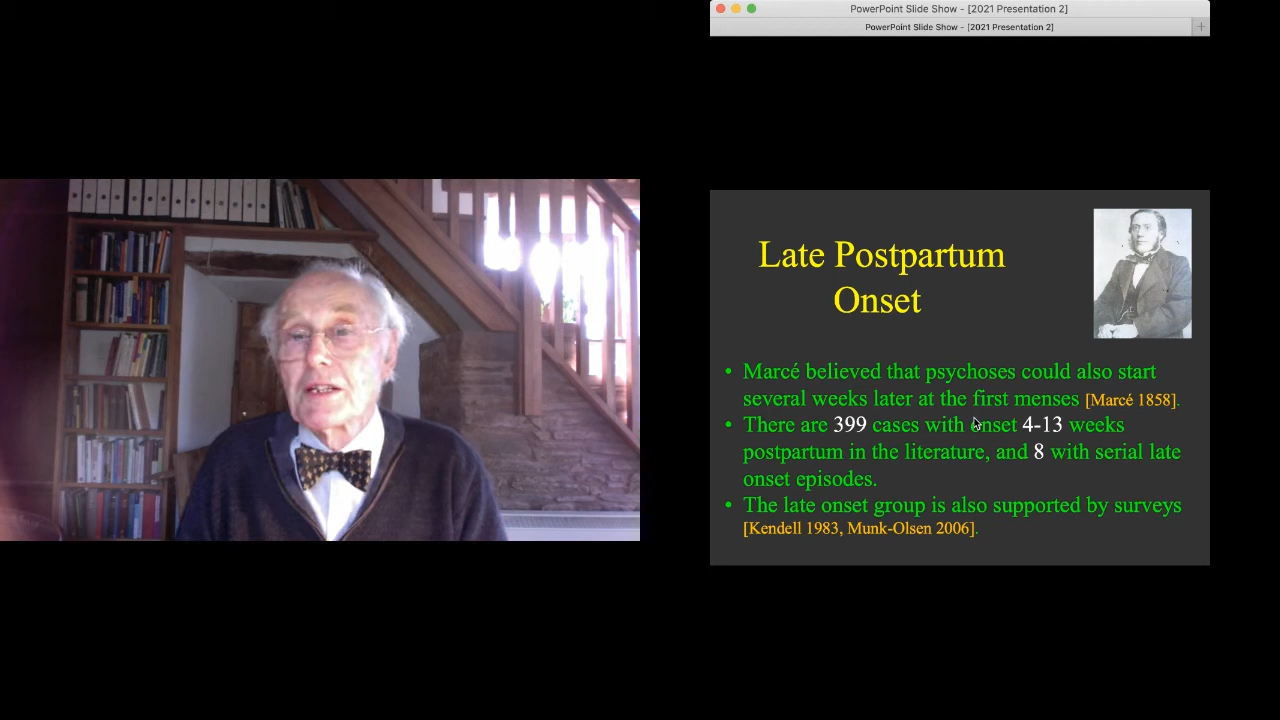 PowerPoint Slide Show - [2021 Presentation 2]
PowerPoint Slide Show - [2021 Presentation 2]
Late Postpartum
Onset
• Marcé believed that psychoses could also start
several weeks later at the first menses [Marcé 1858].
• There are 399 cases with onset 4-13 weeks
postpartum in the literature, and 8 with serial late
onset episodes.
• The late onset group is also supported by surveys
[Kendell 1983, Munk-Olsen 2006].